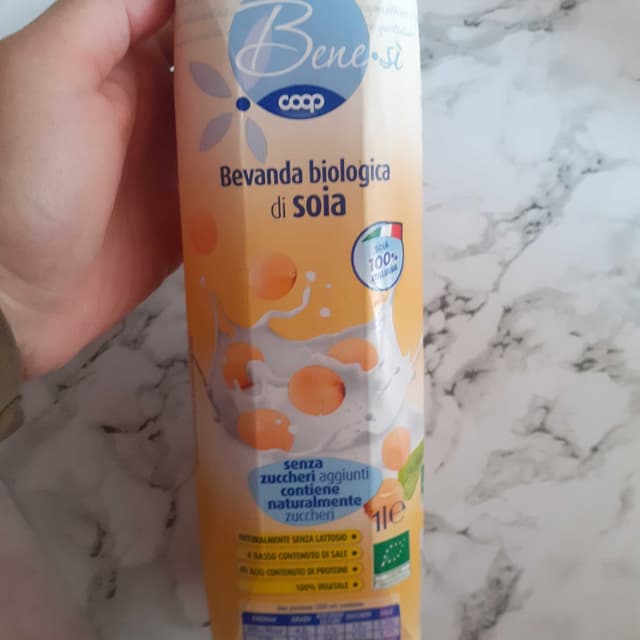 Bene.sì
coop
Bevanda biologica
di soia
SOIA
100%
ITALIANA
senza
zuccheri aggiunti
contiene
naturalmente
zuccheri
1l e
NATURALMENTE SENZA LATTOSIO
A BASSO CONTENUTO DI SALE
AD ALTO CONTENUTO DI PROTEINE
100% VEGETALE